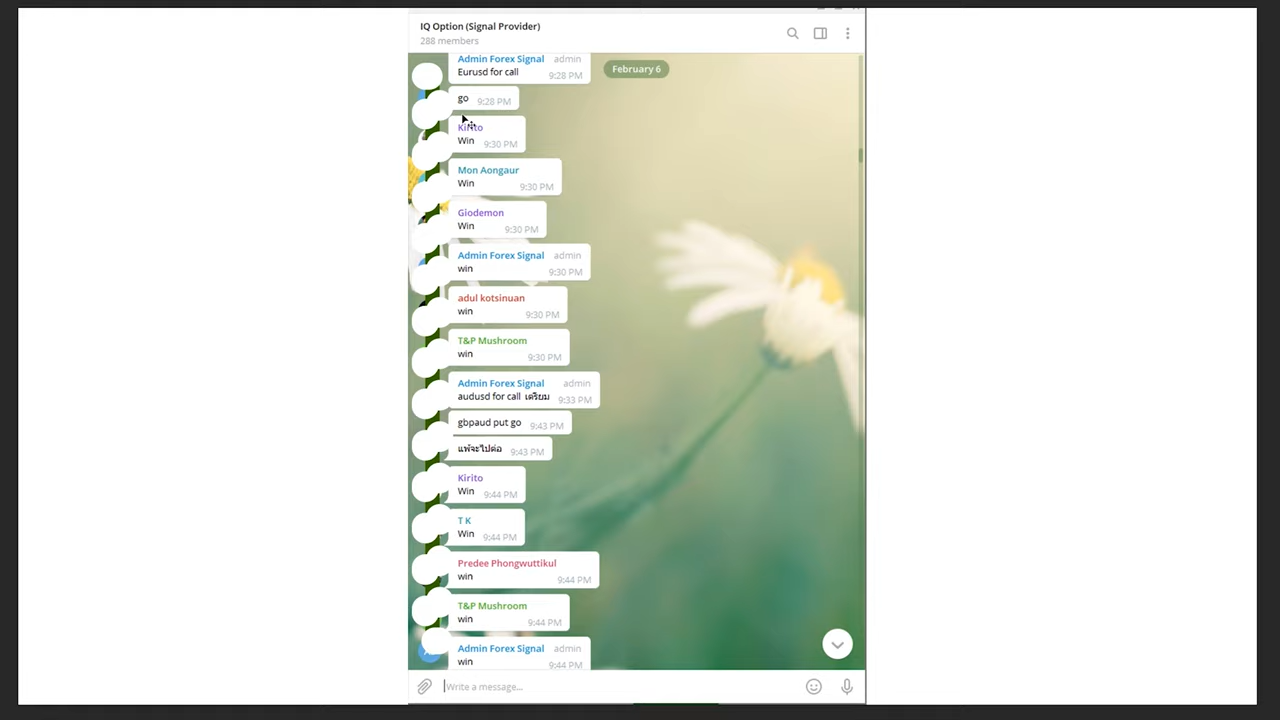 IQ Option (Signal Provider)
288 members
February 6
Admin Forex Signal admin
Eurusd for call 9:28 PM
go 9:28 PM
Kirito
Win 9:30 PM
Mon Aongaur
Win 9:30 PM
Giodemon
Win 9:30 PM
Admin Forex Signal admin
win 9:30 PM
adul kotsinuan
win 9:30 PM
T&P Mushroom
win 9:30 PM
Admin Forex Signal admin
audusd for call เตรียม 9:33 PM
gbpaud put go 9:43 PM
แพ้จะไปต่อ 9:43 PM
Kirito
Win 9:44 PM
T K
Win 9:44 PM
Predee Phongwuttikul
win 9:44 PM
T&P Mushroom
win 9:44 PM
Admin Forex Signal admin
win 9:44 PM
Write a message...